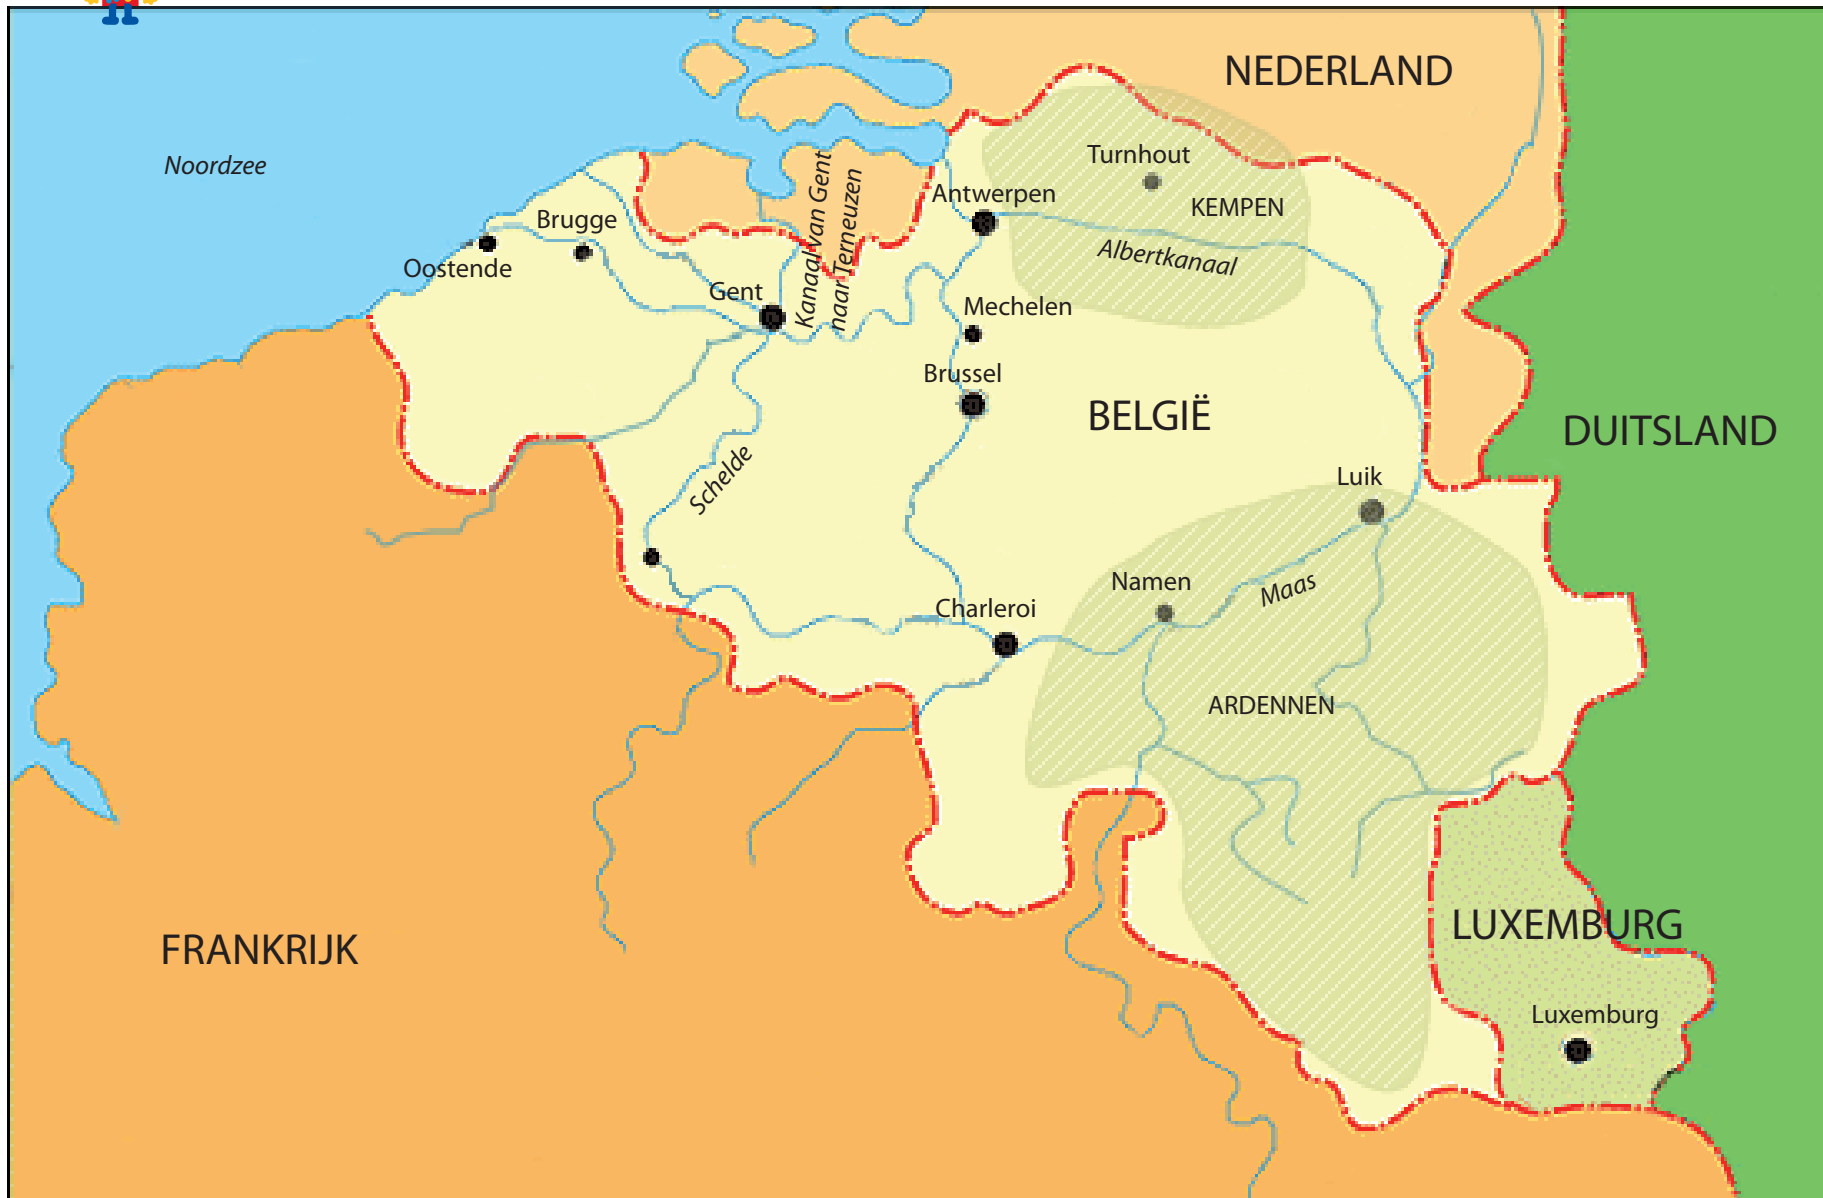 NEDERLAND
Noordzee
Turnhout
Antwerpen
KEMPEN
Brugge
Kanaal van Gent
naar Terneuzen
Albertkanaal
Oostende
Gent
Mechelen
Brussel
BELGIË
DUITSLAND
Schelde
Luik
Namen
Maas
Charleroi
ARDENNEN
LUXEMBURG
FRANKRIJK
Luxemburg